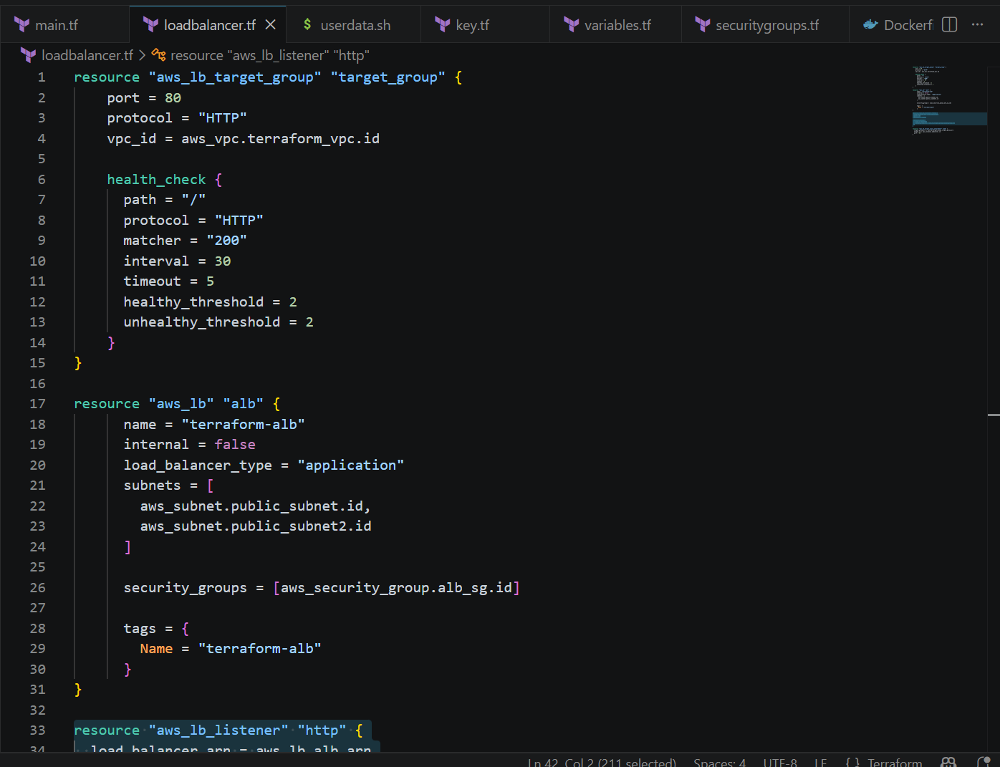 main.tf loadbalancer.tf userdata.sh key.tf variables.tf securitygroups.tf Dockerf
loadbalancer.tf > resource "aws_lb_listener" "http"
1 resource "aws_lb_target_group" "target_group" {
2 port = 80
3 protocol = "HTTP"
4 vpc_id = aws_vpc.terraform_vpc.id
5
6 health_check {
7 path = "/"
8 protocol = "HTTP"
9 matcher = "200"
10 interval = 30
11 timeout = 5
12 healthy_threshold = 2
13 unhealthy_threshold = 2
14 }
15 }
16
17 resource "aws_lb" "alb" {
18 name = "terraform-alb"
19 internal = false
20 load_balancer_type = "application"
21 subnets = [
22 aws_subnet.public_subnet.id,
23 aws_subnet.public_subnet2.id
24 ]
25
26 security_groups = [aws_security_group.alb_sg.id]
27
28 tags = {
29 Name = "terraform-alb"
30 }
31 }
32
33 resource "aws_lb_listener" "http" {
34 load_balancer_arn = aws_lb.alb.arn
Ln 42, Col 2 (211 selected) Spaces: 4 UTF-8 LF { } Terraform